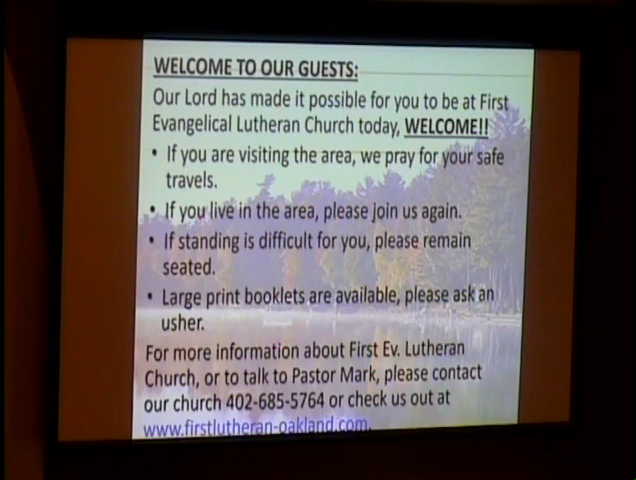 WELCOME TO OUR GUESTS:
Our Lord has made it possible for you to be at First
Evangelical Lutheran Church today, WELCOME!!
• If you are visiting the area, we pray for your safe
travels.
• If you live in the area, please join us again.
• If standing is difficult for you, please remain
seated.
• Large print booklets are available, please ask an
usher.
For more information about First Ev. Lutheran
Church, or to talk to Pastor Mark, please contact
our church 402-685-5764 or check us out at
www.firstlutheran-oakland.com.